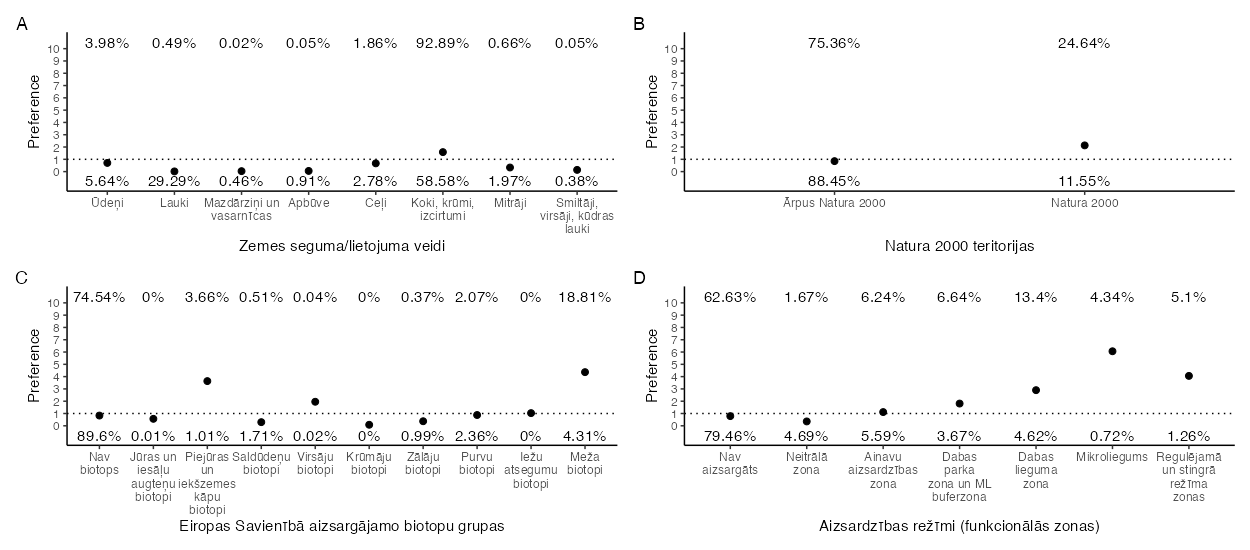 A
3.98% 0.49% 0.02% 0.05% 1.86% 92.89% 0.66% 0.05%
10
9
8
7
6
5
4
3
2
1
0
Preference
5.64% 29.29% 0.46% 0.91% 2.78% 58.58% 1.97% 0.38%
Ūdeņi Lauki Mazdārziņi un Apbūve Ceļi Koki, krūmi, Mitrāji Smiltāji,
vasarnīcas izcirtumi virsāji, kūdras
lauki
Zemes seguma/lietojuma veidi
B
75.36% 24.64%
10
9
8
7
6
5
4
3
2
1
0
Preference
88.45% 11.55%
Ārpus Natura 2000 Natura 2000
Natura 2000 teritorijas
C
74.54% 0% 3.66% 0.51% 0.04% 0% 0.37% 2.07% 0% 18.81%
10
9
8
7
6
5
4
3
2
1
0
Preference
89.6% 0.01% 1.01% 1.71% 0.02% 0% 0.99% 2.36% 0% 4.31%
Nav Jūras un Piejūras Saldūdeņu Virsāju Krūmāju Zālāju Purvu Iežu Meža
biotops iesāļu un biotopi biotopi biotopi biotopi biotopi atsegumu biotopi
augteņu iekšzemes biotopi
biotopi kāpu
biotopi
Eiropas Savienībā aizsargājamo biotopu grupas
D
62.63% 1.67% 6.24% 6.64% 13.4% 4.34% 5.1%
10
9
8
7
6
5
4
3
2
1
0
Preference
79.46% 4.69% 5.59% 3.67% 4.62% 0.72% 1.26%
Nav Neitrālā Ainavu Dabas Dabas Mikroliegums Regulējamā
aizsargāts zona aizsardzības parka lieguma un stingrā
zona zona un ML zona režīma
buferzona zonas
Aizsardzības režīmi (funkcionālās zonas)